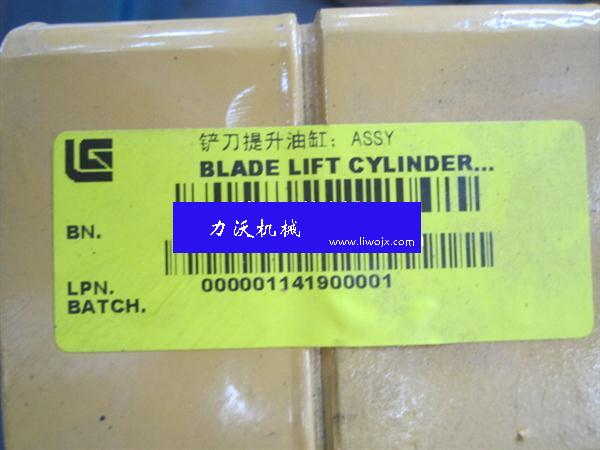 LG
铲刀提升油缸; ASSY
BLADE LIFT CYLINDER...
BN.
力沃机械
www.liwojx.com
LPN.
000001141900001
BATCH.